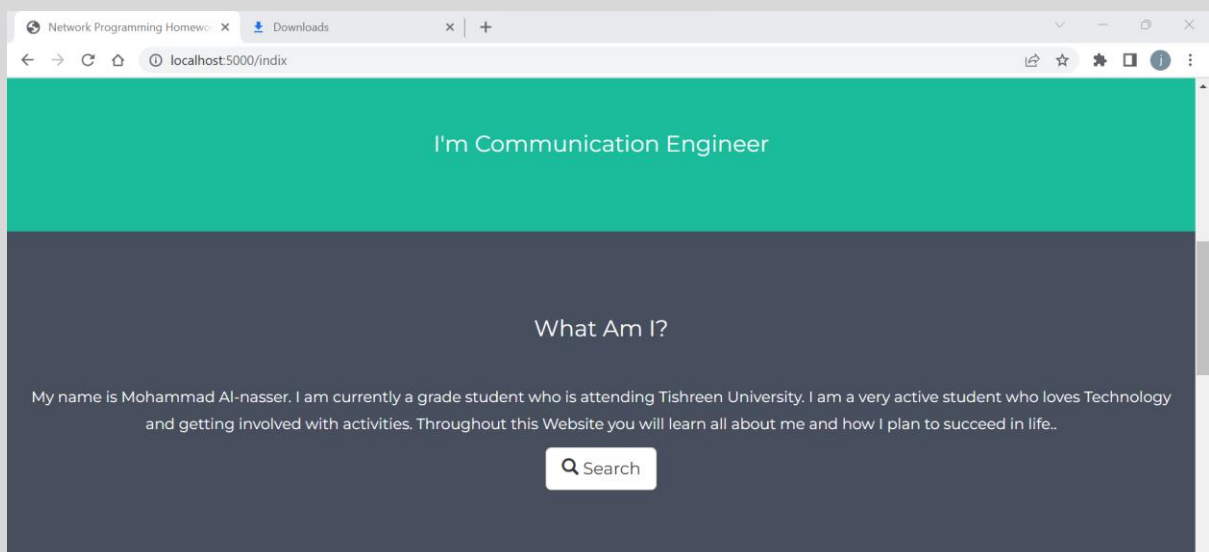 Network Programming Homewo
Downloads
localhost:5000/indix
j
I'm Communication Engineer
What Am I?
My name is Mohammad Al-nasser. I am currently a grade student who is attending Tishreen University. I am a very active student who loves Technology
and getting involved with activities. Throughout this Website you will learn all about me and how I plan to succeed in life..
Search